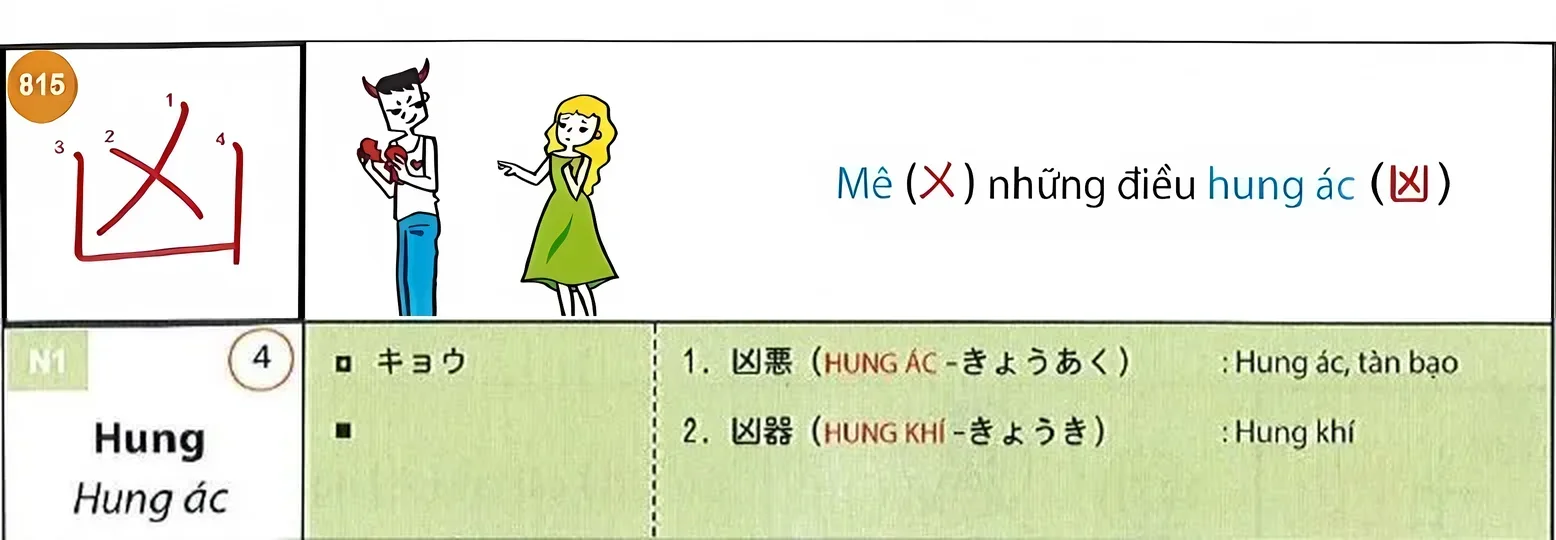 815
1
2
3
4
Mê (㐅) những điều hung ác (凶)
N1
4
Hung
Hung ác
キョウ
1. 凶悪 (HUNG ÁC - きょうあく) : Hung ác, tàn bạo
2. 凶器 (HUNG KHÍ - きょうき) : Hung khí